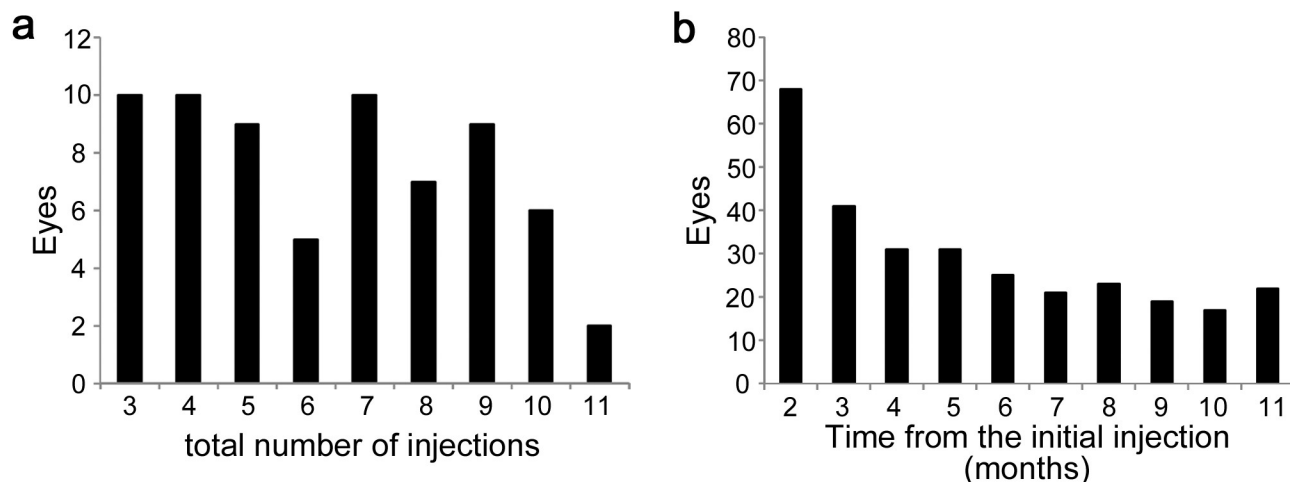 a
12
10
8
6
4
2
0
Eyes
3 4 5 6 7 8 9 10 11
total number of injections
b
80
70
60
50
40
30
20
10
0
Eyes
2 3 4 5 6 7 8 9 10 11
Time from the initial injection
(months)